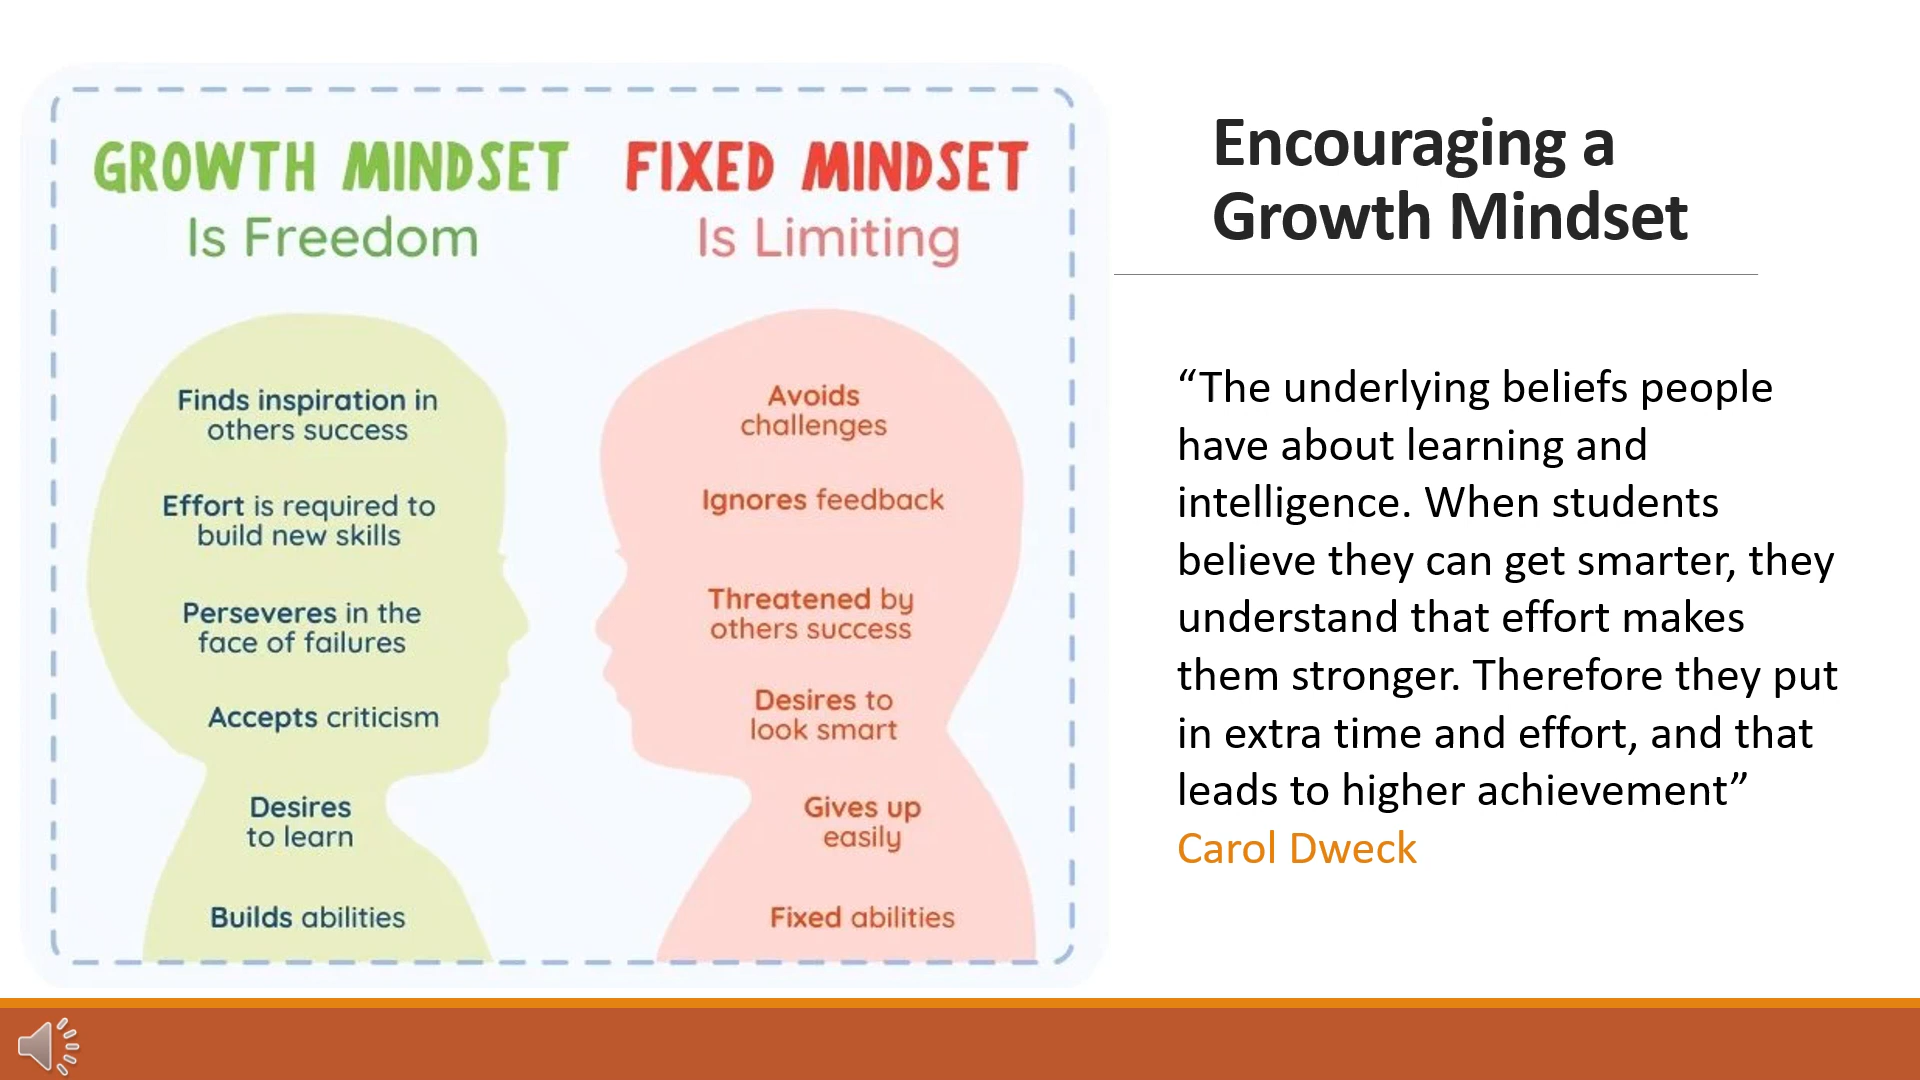 GROWTH MINDSET
Is Freedom
Finds inspiration in
others success
Effort is required to
build new skills
Perseveres in the
face of failures
Accepts criticism
Desires
to learn
Builds abilities
FIXED MINDSET
Is Limiting
Avoids
challenges
Ignores feedback
Threatened by
others success
Desires to
look smart
Gives up
easily
Fixed abilities
Encouraging a
Growth Mindset
“The underlying beliefs people
have about learning and
intelligence. When students
believe they can get smarter, they
understand that effort makes
them stronger. Therefore they put
in extra time and effort, and that
leads to higher achievement”
Carol Dweck